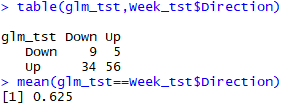 > table(glm_tst,Week_tst$Direction)
glm_tst Down Up
Down 9 5
Up 34 56
> mean(glm_tst==Week_tst$Direction)
[1] 0.625